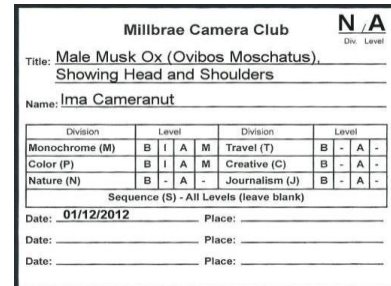 Millbrae Camera Club
N / A
Div. Level
Title: Male Musk Ox (Ovibos Moschatus),
Showing Head and Shoulders
Name: Ima Cameranut
Division Level Division Level
Monochrome (M) B I A M Travel (T) B - A -
Color (P) B I A M Creative (C) B - A -
Nature (N) B - A - Journalism (J) B - A -
Sequence (S) - All Levels (leave blank)
Date: 01/12/2012 Place:
Date: Place:
Date: Place: